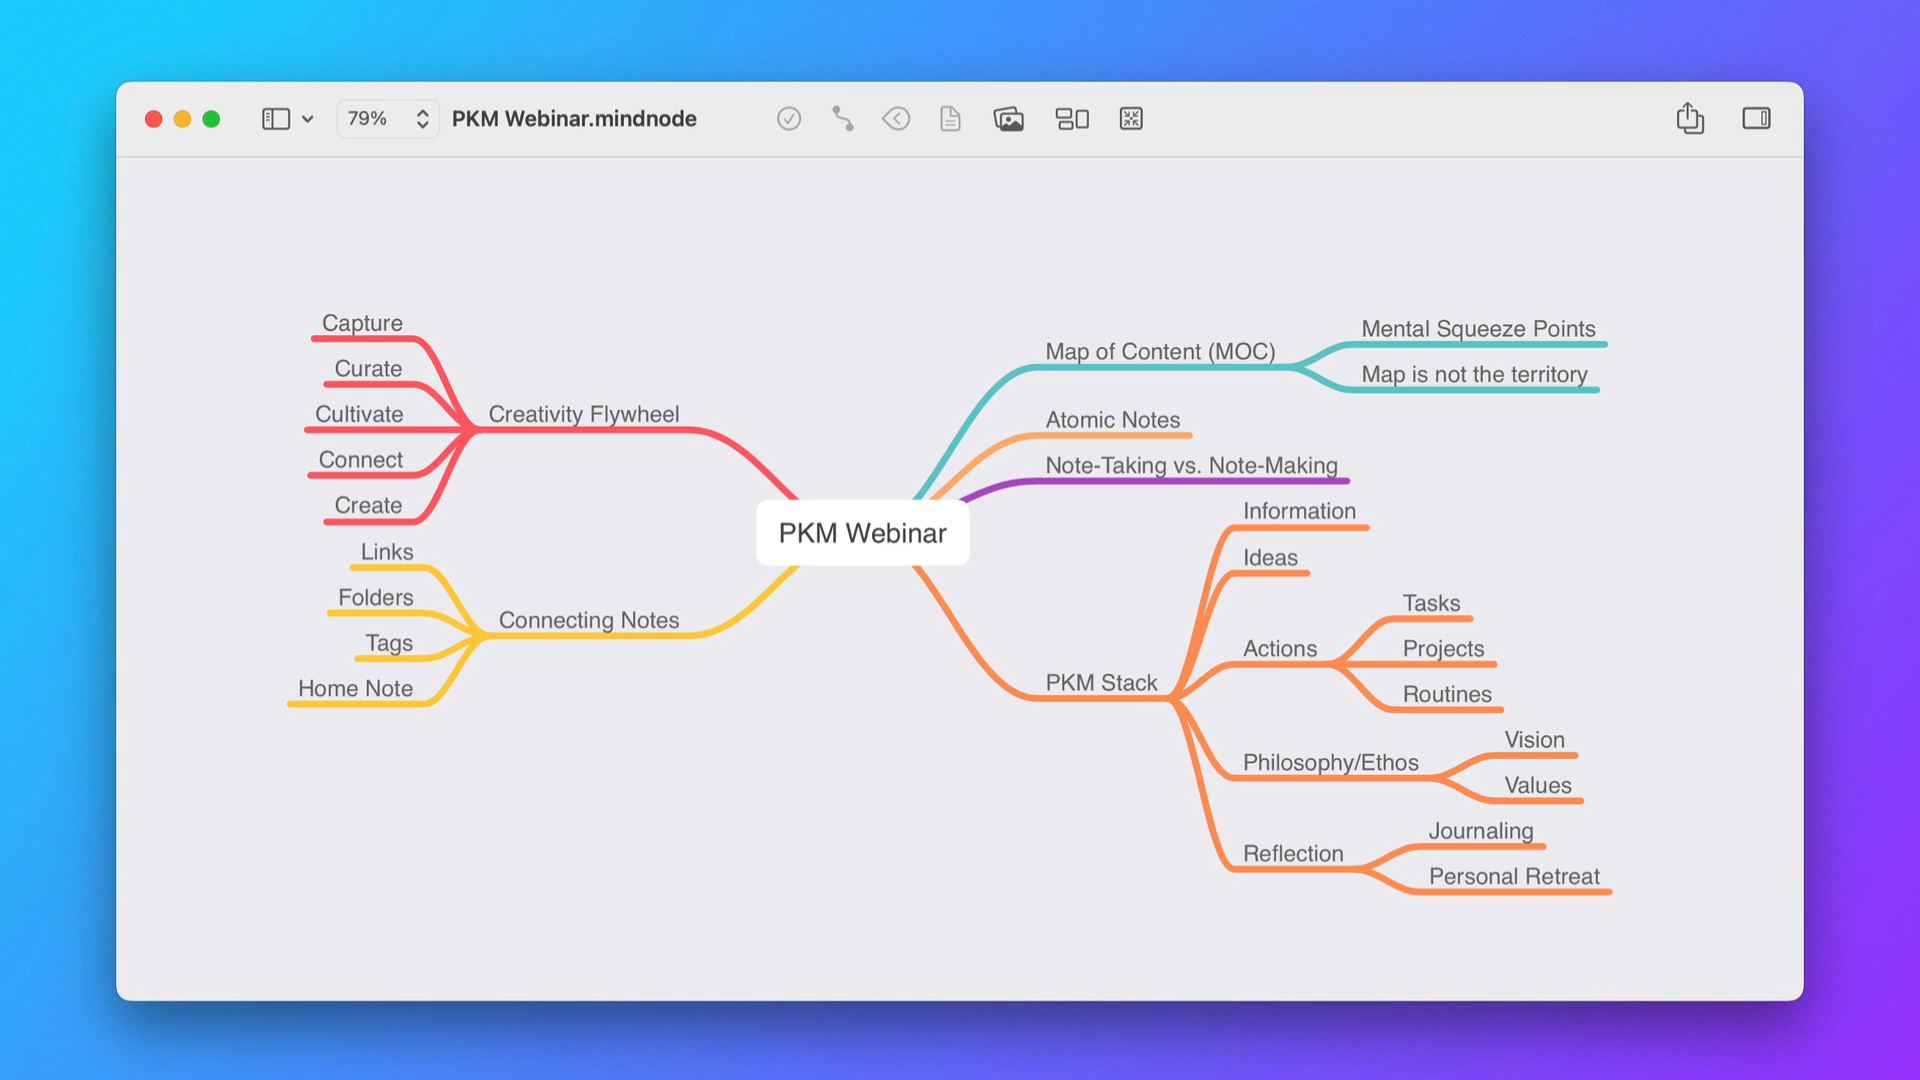 79%
PKM Webinar.mindnode
Capture
Curate
Cultivate
Connect
Create
Creativity Flywheel
Links
Folders
Tags
Home Note
Connecting Notes
PKM Webinar
Map of Content (MOC)
Mental Squeeze Points
Map is not the territory
Atomic Notes
Note-Taking vs. Note-Making
PKM Stack
Information
Ideas
Actions
Tasks
Projects
Routines
Philosophy/Ethos
Vision
Values
Reflection
Journaling
Personal Retreat